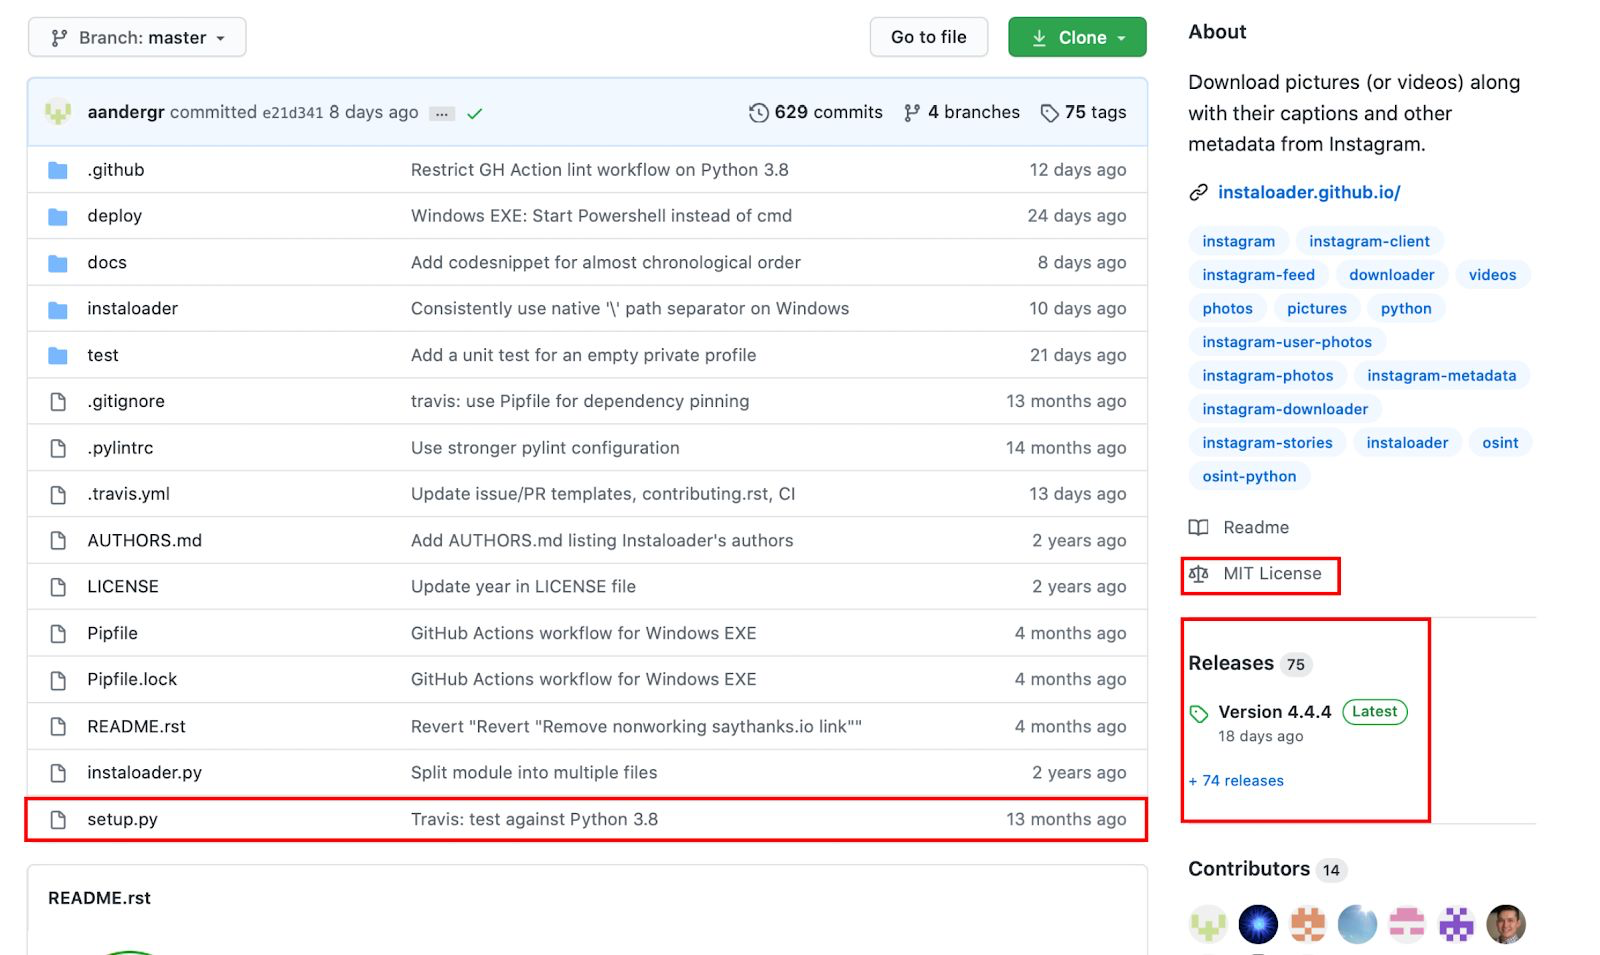 Branch: master
Go to file
Clone
aandergr committed e21d341 8 days ago ... 629 commits 4 branches 75 tags
.github Restrict GH Action lint workflow on Python 3.8 12 days ago
deploy Windows EXE: Start Powershell instead of cmd 24 days ago
docs Add codesnippet for almost chronological order 8 days ago
instaloader Consistently use native '\' path separator on Windows 10 days ago
test Add a unit test for an empty private profile 21 days ago
.gitignore travis: use Pipfile for dependency pinning 13 months ago
.pylintrc Use stronger pylint configuration 14 months ago
.travis.yml Update issue/PR templates, contributing.rst, CI 13 days ago
AUTHORS.md Add AUTHORS.md listing Instaloader's authors 2 years ago
LICENSE Update year in LICENSE file 2 years ago
Pipfile GitHub Actions workflow for Windows EXE 4 months ago
Pipfile.lock GitHub Actions workflow for Windows EXE 4 months ago
README.rst Revert "Revert "Remove nonworking saythanks.io link"" 4 months ago
instaloader.py Split module into multiple files 2 years ago
setup.py Travis: test against Python 3.8 13 months ago
README.rst
About
Download pictures (or videos) along
with their captions and other
metadata from Instagram.
instaloader.github.io/
instagram instagram-client
instagram-feed downloader videos
photos pictures python
instagram-user-photos
instagram-photos instagram-metadata
instagram-downloader
instagram-stories instaloader osint
osint-python
Readme
MIT License
Releases 75
Version 4.4.4 Latest
18 days ago
+ 74 releases
Contributors 14